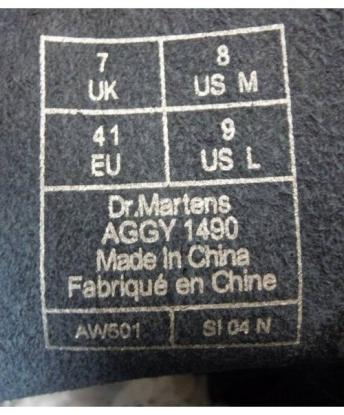 7 8
UK US M
41 9
EU US L
Dr.Martens
AGGY 1490
Made In China
Fabriqué en Chine
AW501 SI 04 N